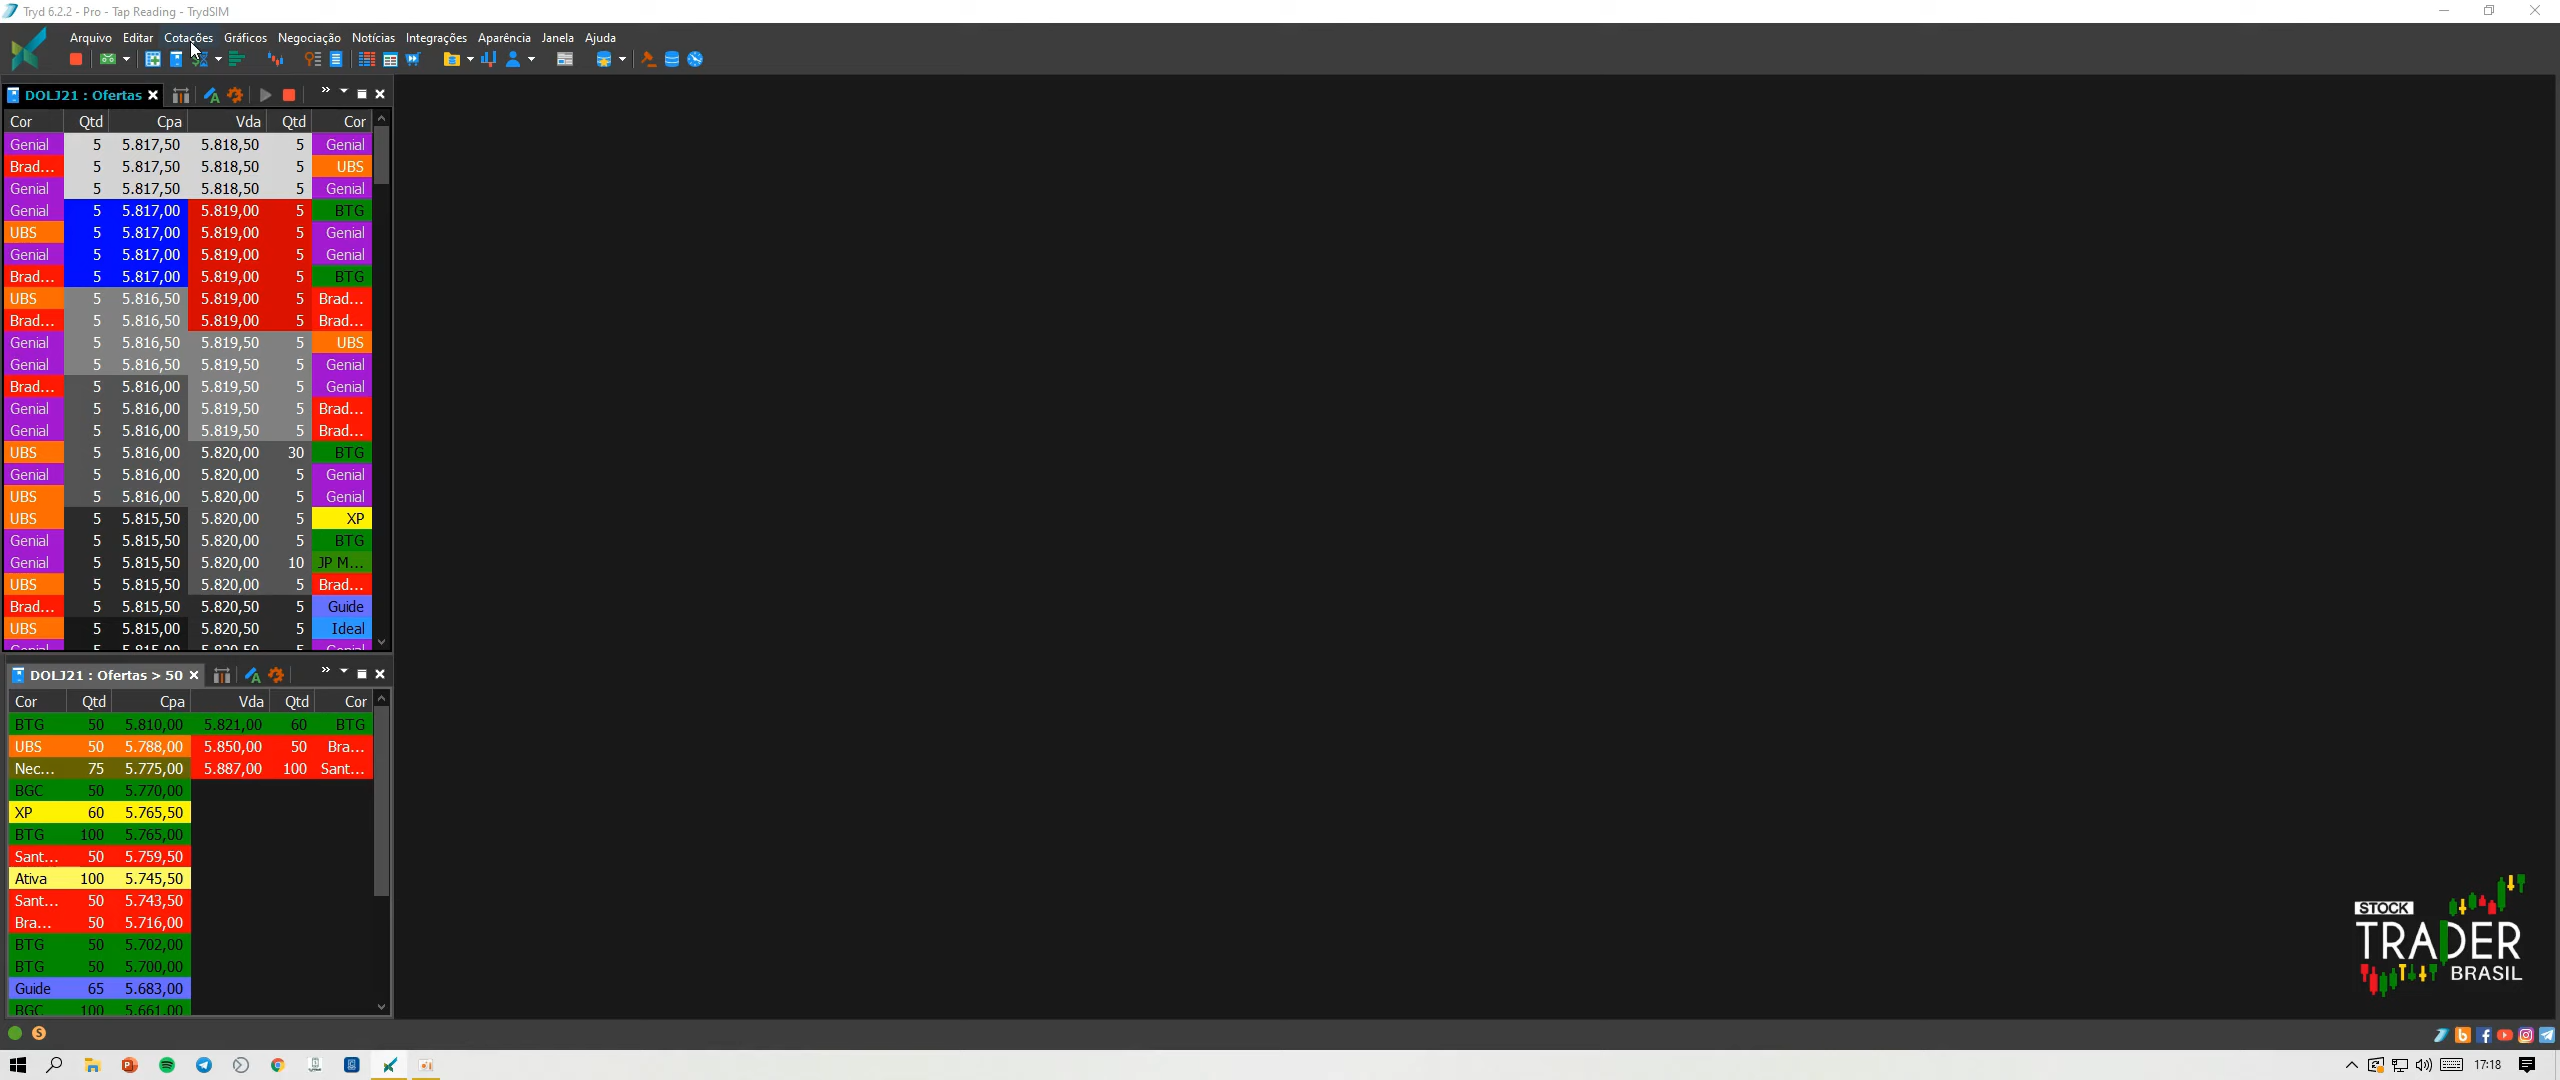 Tryd 6.2.2 - Pro - Tap Reading - TrydSIM
Arquivo Editar Cotações Gráficos Negociação Notícias Integrações Aparência Janela Ajuda
DOLJ21 : Ofertas
Cor Qtd Cpa Vda Qtd Cor
Genial 5 5.817,50 5.818,50 5 Genial
Brad... 5 5.817,50 5.818,50 5 UBS
Genial 5 5.817,50 5.818,50 5 Genial
Genial 5 5.817,00 5.819,00 5 BTG
UBS 5 5.817,00 5.819,00 5 Genial
Genial 5 5.817,00 5.819,00 5 Genial
Brad... 5 5.817,00 5.819,00 5 BTG
UBS 5 5.816,50 5.819,00 5 Brad...
Brad... 5 5.816,50 5.819,00 5 Brad...
Genial 5 5.816,50 5.819,50 5 UBS
Genial 5 5.816,50 5.819,50 5 Genial
Brad... 5 5.816,00 5.819,50 5 Genial
Genial 5 5.816,00 5.819,50 5 Brad...
Genial 5 5.816,00 5.819,50 5 Brad...
UBS 5 5.816,00 5.820,00 30 BTG
Genial 5 5.816,00 5.820,00 5 Genial
UBS 5 5.816,00 5.820,00 5 Genial
UBS 5 5.815,50 5.820,00 5 XP
Genial 5 5.815,50 5.820,00 5 BTG
Genial 5 5.815,50 5.820,00 10 JP M...
UBS 5 5.815,50 5.820,00 5 Brad...
Brad... 5 5.815,50 5.820,50 5 Guide
UBS 5 5.815,00 5.820,50 5 Ideal
Genial 5 5.815,00 5.820,50 5 Genial
DOLJ21 : Ofertas > 50
Cor Qtd Cpa Vda Qtd Cor
BTG 50 5.810,00 5.821,00 60 BTG
UBS 50 5.788,00 5.850,00 50 Bra...
Nec... 75 5.775,00 5.887,00 100 Sant...
BGC 50 5.770,00
XP 60 5.765,50
BTG 100 5.765,00
Sant... 50 5.759,50
Ativa 100 5.745,50
Sant... 50 5.743,50
Bra... 50 5.716,00
BTG 50 5.702,00
BTG 50 5.700,00
Guide 65 5.683,00
BGC 100 5.661,00
STOCK
TRADER
BRASIL
17:18